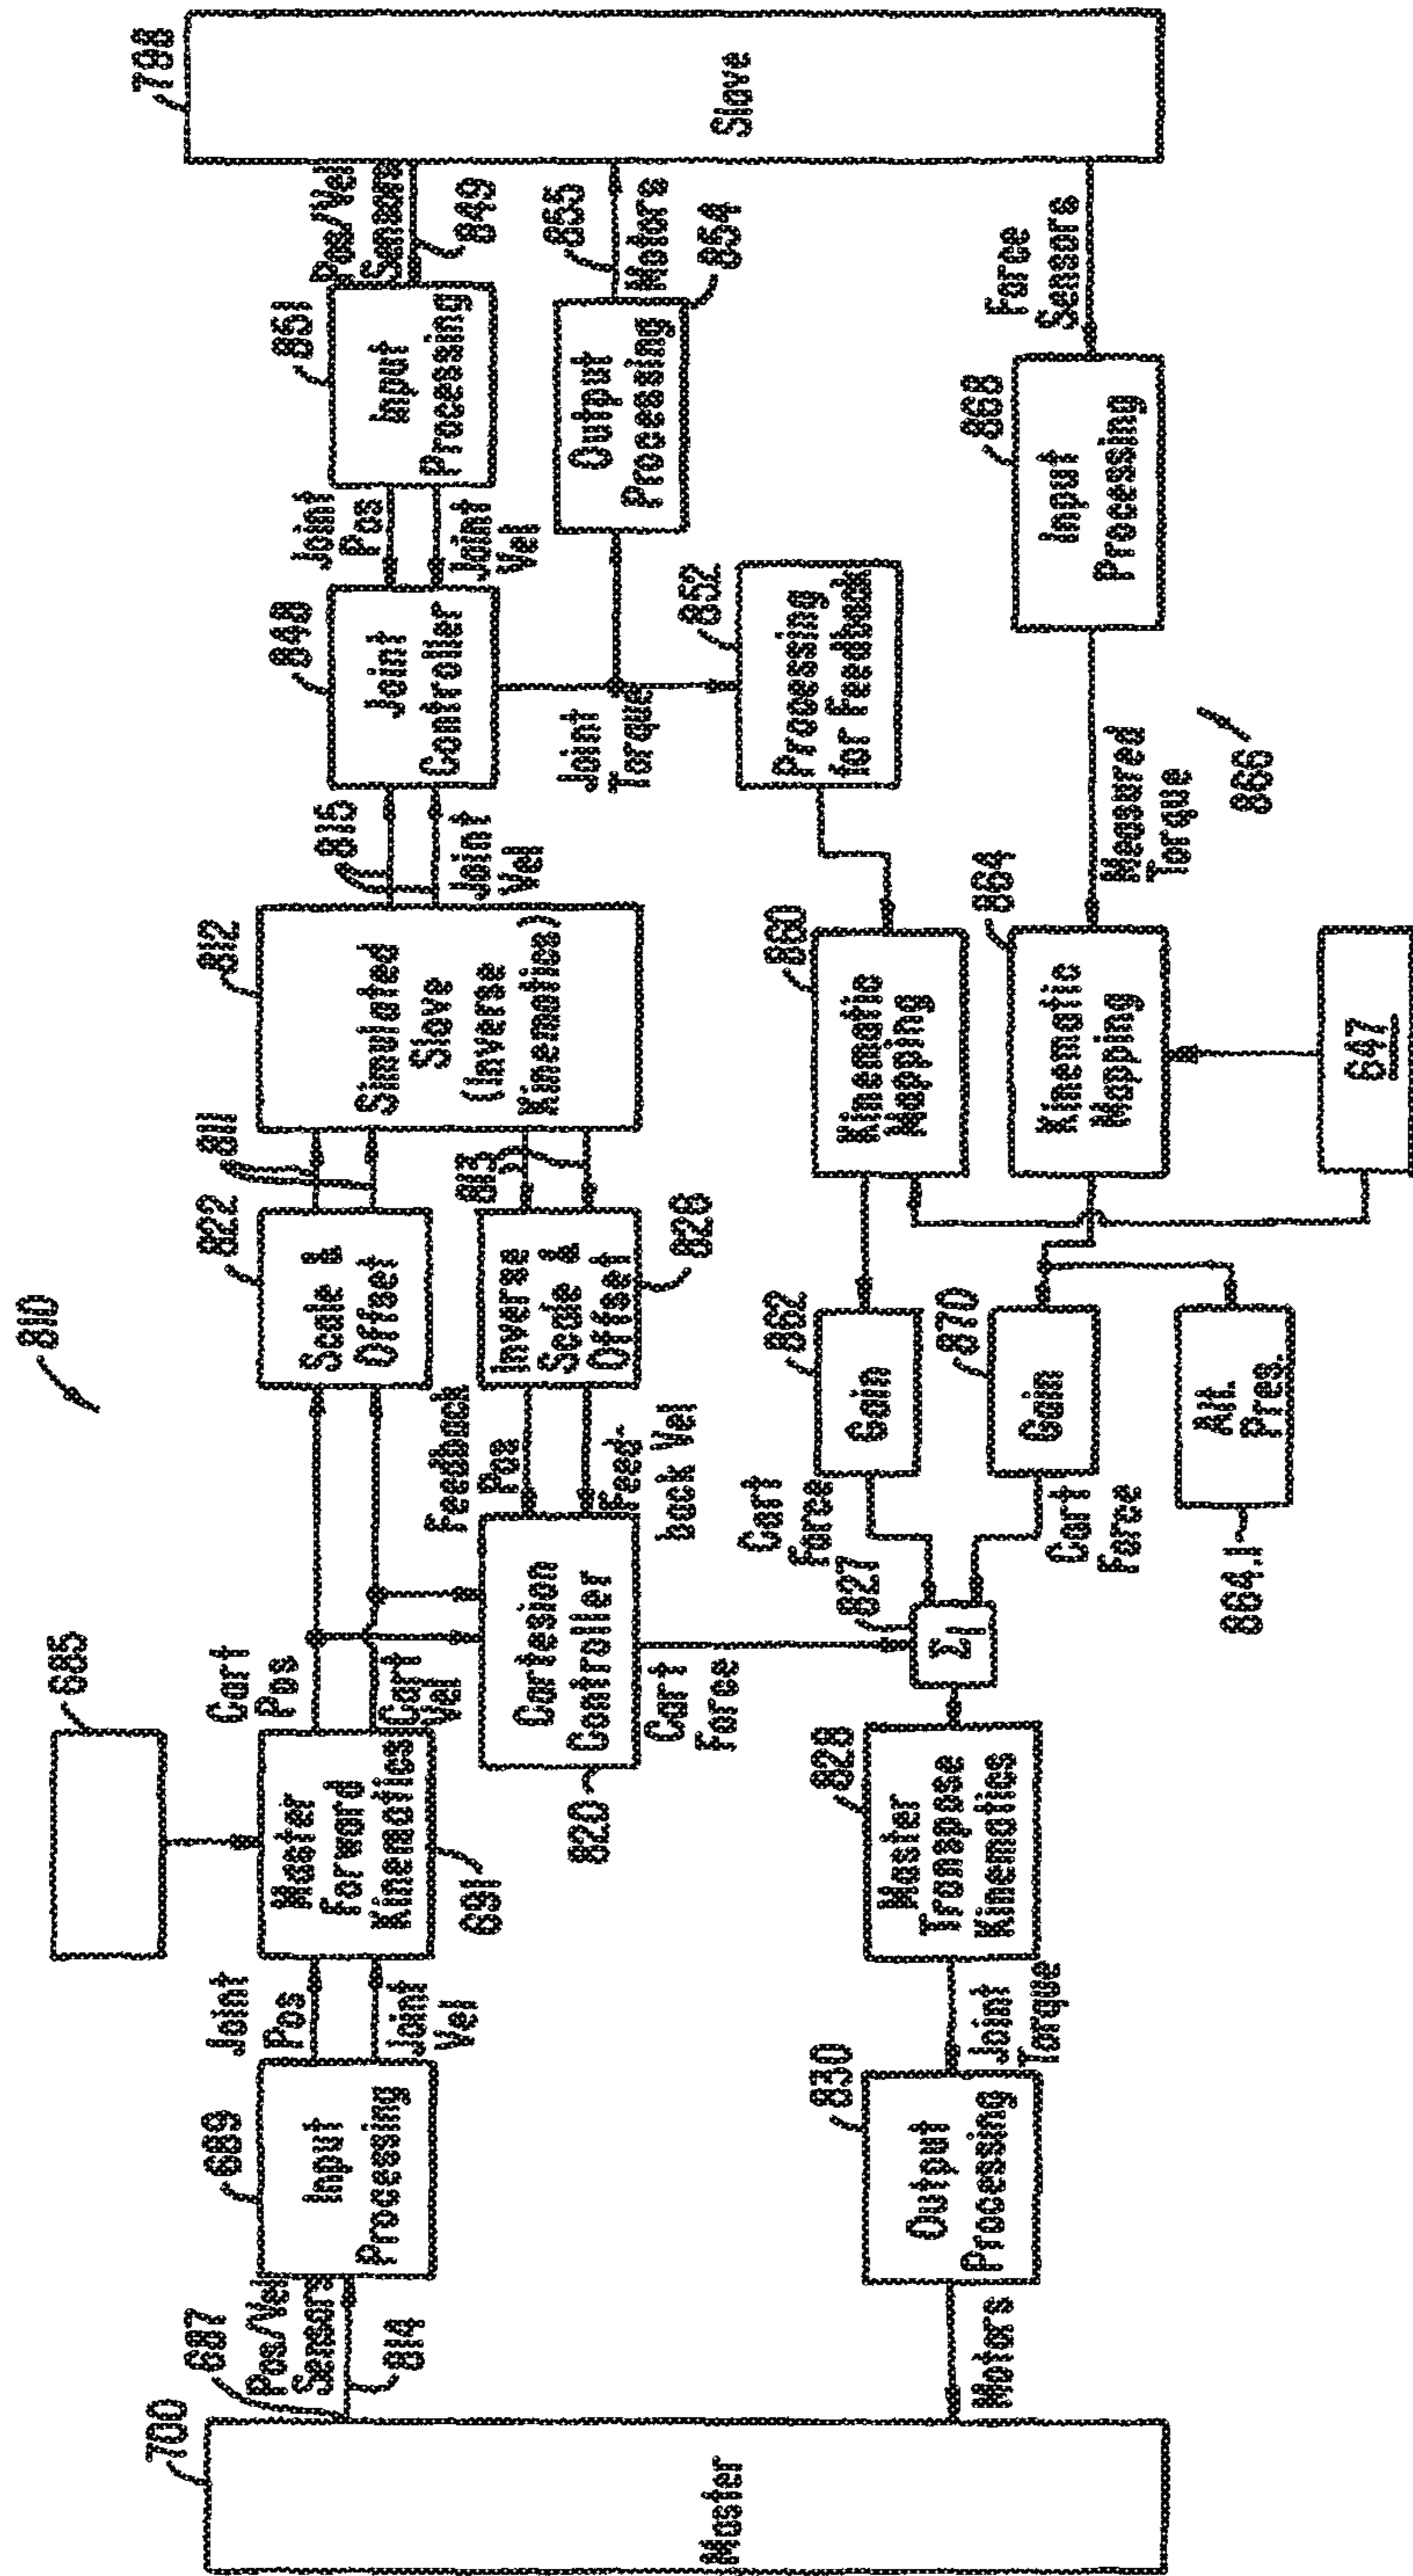 810
700
Master
687
Pos/Vel
Sensors
814
689
Input
Processing
Joint
Pos
Joint
Vel
685
Master
Forward
Kinematics
691
Cart
Pos
Cart
Vel
Cartesian
Controller
820
Cart
Force
Feedback
Pos
Feed-
back Vel
822
Scale &
Offset
Inverse
Scale &
Offset
826
811
813
812
Simulated
Slave
(Inverse
Kinematics)
815
Joint
Vel
848
Joint
Controller
Joint
Torque
Joint
Pos
Joint
Vel
851
Input
Processing
Pos/Vel
Sensors
849
Output
Processing
854
855
Motors
798
Slave
852
Processing
for Feedback
860
Kinematic
Mapping
862
Gain
Cart
Force
827
Σ1
828
Master
Transpose
Kinematics
Joint
Torque
830
Output
Processing
Motors
Force
Sensors
868
Input
Processing
Measured
Torque
866
864
Kinematic
Mapping
647
870
Gain
Cart
Force
Alt.
Pres.
864.1